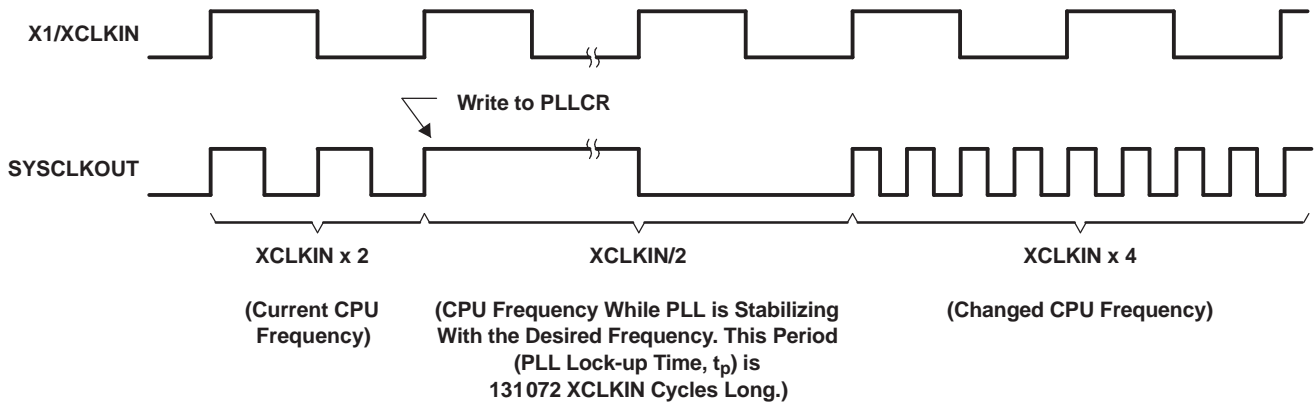 X1/XCLKIN
Write to PLLCR
SYSCLKOUT
XCLKIN x 2
(Current CPU
Frequency)
XCLKIN/2
(CPU Frequency While PLL is Stabilizing
With the Desired Frequency. This Period
(PLL Lock-up Time, tp) is
131072 XCLKIN Cycles Long.)
XCLKIN x 4
(Changed CPU Frequency)